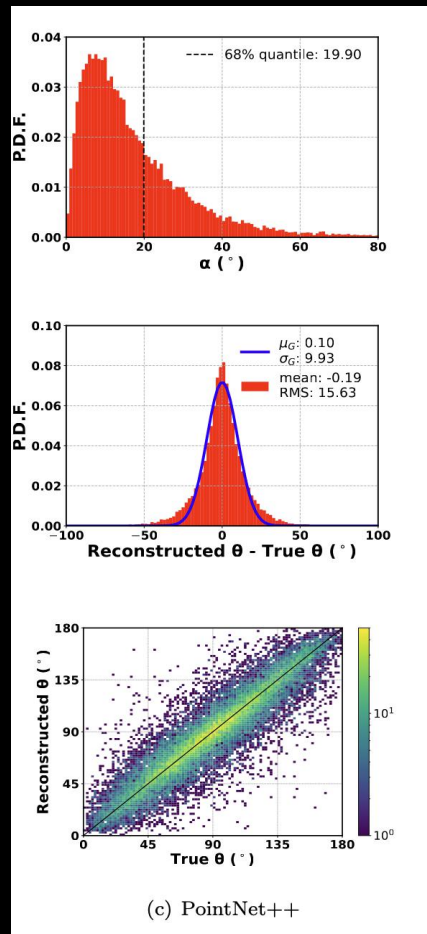 0.04
0.03
0.02
0.01
0.00
P.D.F.
68% quantile: 19.90
0 20 40 60 80
α (°)
0.10
0.08
0.06
0.04
0.02
0.00
P.D.F.
μG: 0.10
σG: 9.93
mean: -0.19
RMS: 15.63
−100 −50 0 50 100
Reconstructed θ - True θ (°)
180
135
90
45
0
Reconstructed θ (°)
10¹
10⁰
0 45 90 135 180
True θ (°)
(c) PointNet++